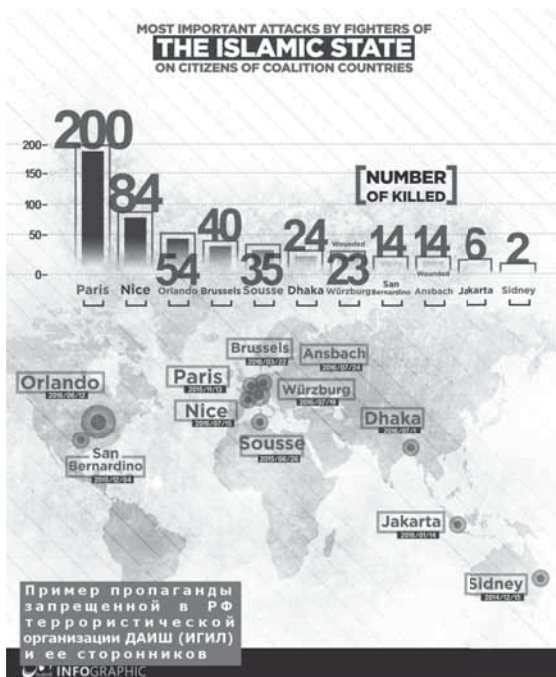 MOST IMPORTANT ATTACKS BY FIGHTERS OF
THE ISLAMIC STATE
ON CITIZENS OF COALITION COUNTRIES
[NUMBER
OF KILLED]
200-
150-
100-
50-
0-
200
84
54
40
35
24
Wounded
23
14
14
Wounded
6
2
Paris
Nice
Orlando
Brussels
Sousse
Dhaka
Würzburg
San
Bernardino
Ansbach
Jakarta
Sidney
Brussels
2016/03/22
Ansbach
2016/07/24
Orlando
2016/06/12
Paris
2015/11/13
Würzburg
2016/07/19
Nice
2016/07/15
Dhaka
2016/07/1
San
Bernardino
2015/12/04
Sousse
2015/06/26
Jakarta
2016/01/14
Sidney
2014/12/15
Пример пропаганды
запрещенной в РФ
террористической
организации ДАИШ (ИГИЛ)
и ее сторонников
INFOGRAPHIC